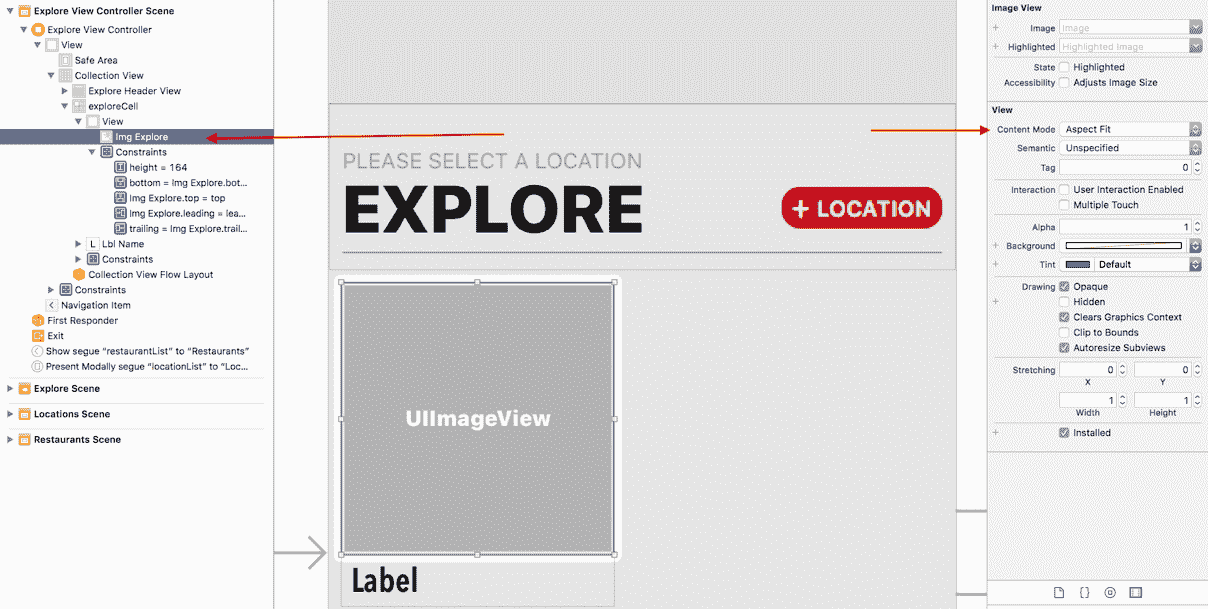 Explore View Controller Scene
Explore View Controller
View
Safe Area
Collection View
Explore Header View
exploreCell
View
Img Explore
Constraints
height = 164
bottom = Img Explore.bot...
Img Explore.top = top
Img Explore.leading = lea...
trailing = Img Explore.trail...
L Lbl Name
Constraints
Collection View Flow Layout
Constraints
Navigation Item
First Responder
Exit
Show segue “restaurantList” to “Restaurants”
Present Modally segue “locationList” to “Loc...
Explore Scene
Locations Scene
Restaurants Scene
PLEASE SELECT A LOCATION
EXPLORE
+ LOCATION
UIImageView
Label
Image View
+ Image Image
+ Highlighted Highlighted Image
State Highlighted
Accessibility Adjusts Image Size
View
Content Mode Aspect Fit
Semantic Unspecified
Tag 0
Interaction User Interaction Enabled
Multiple Touch
Alpha 1
+ Background
+ Tint Default
Drawing Opaque
+ Hidden
Clears Graphics Context
Clip to Bounds
Autoresize Subviews
Stretching 0 0
X Y
1 1
Width Height
+ Installed
{}